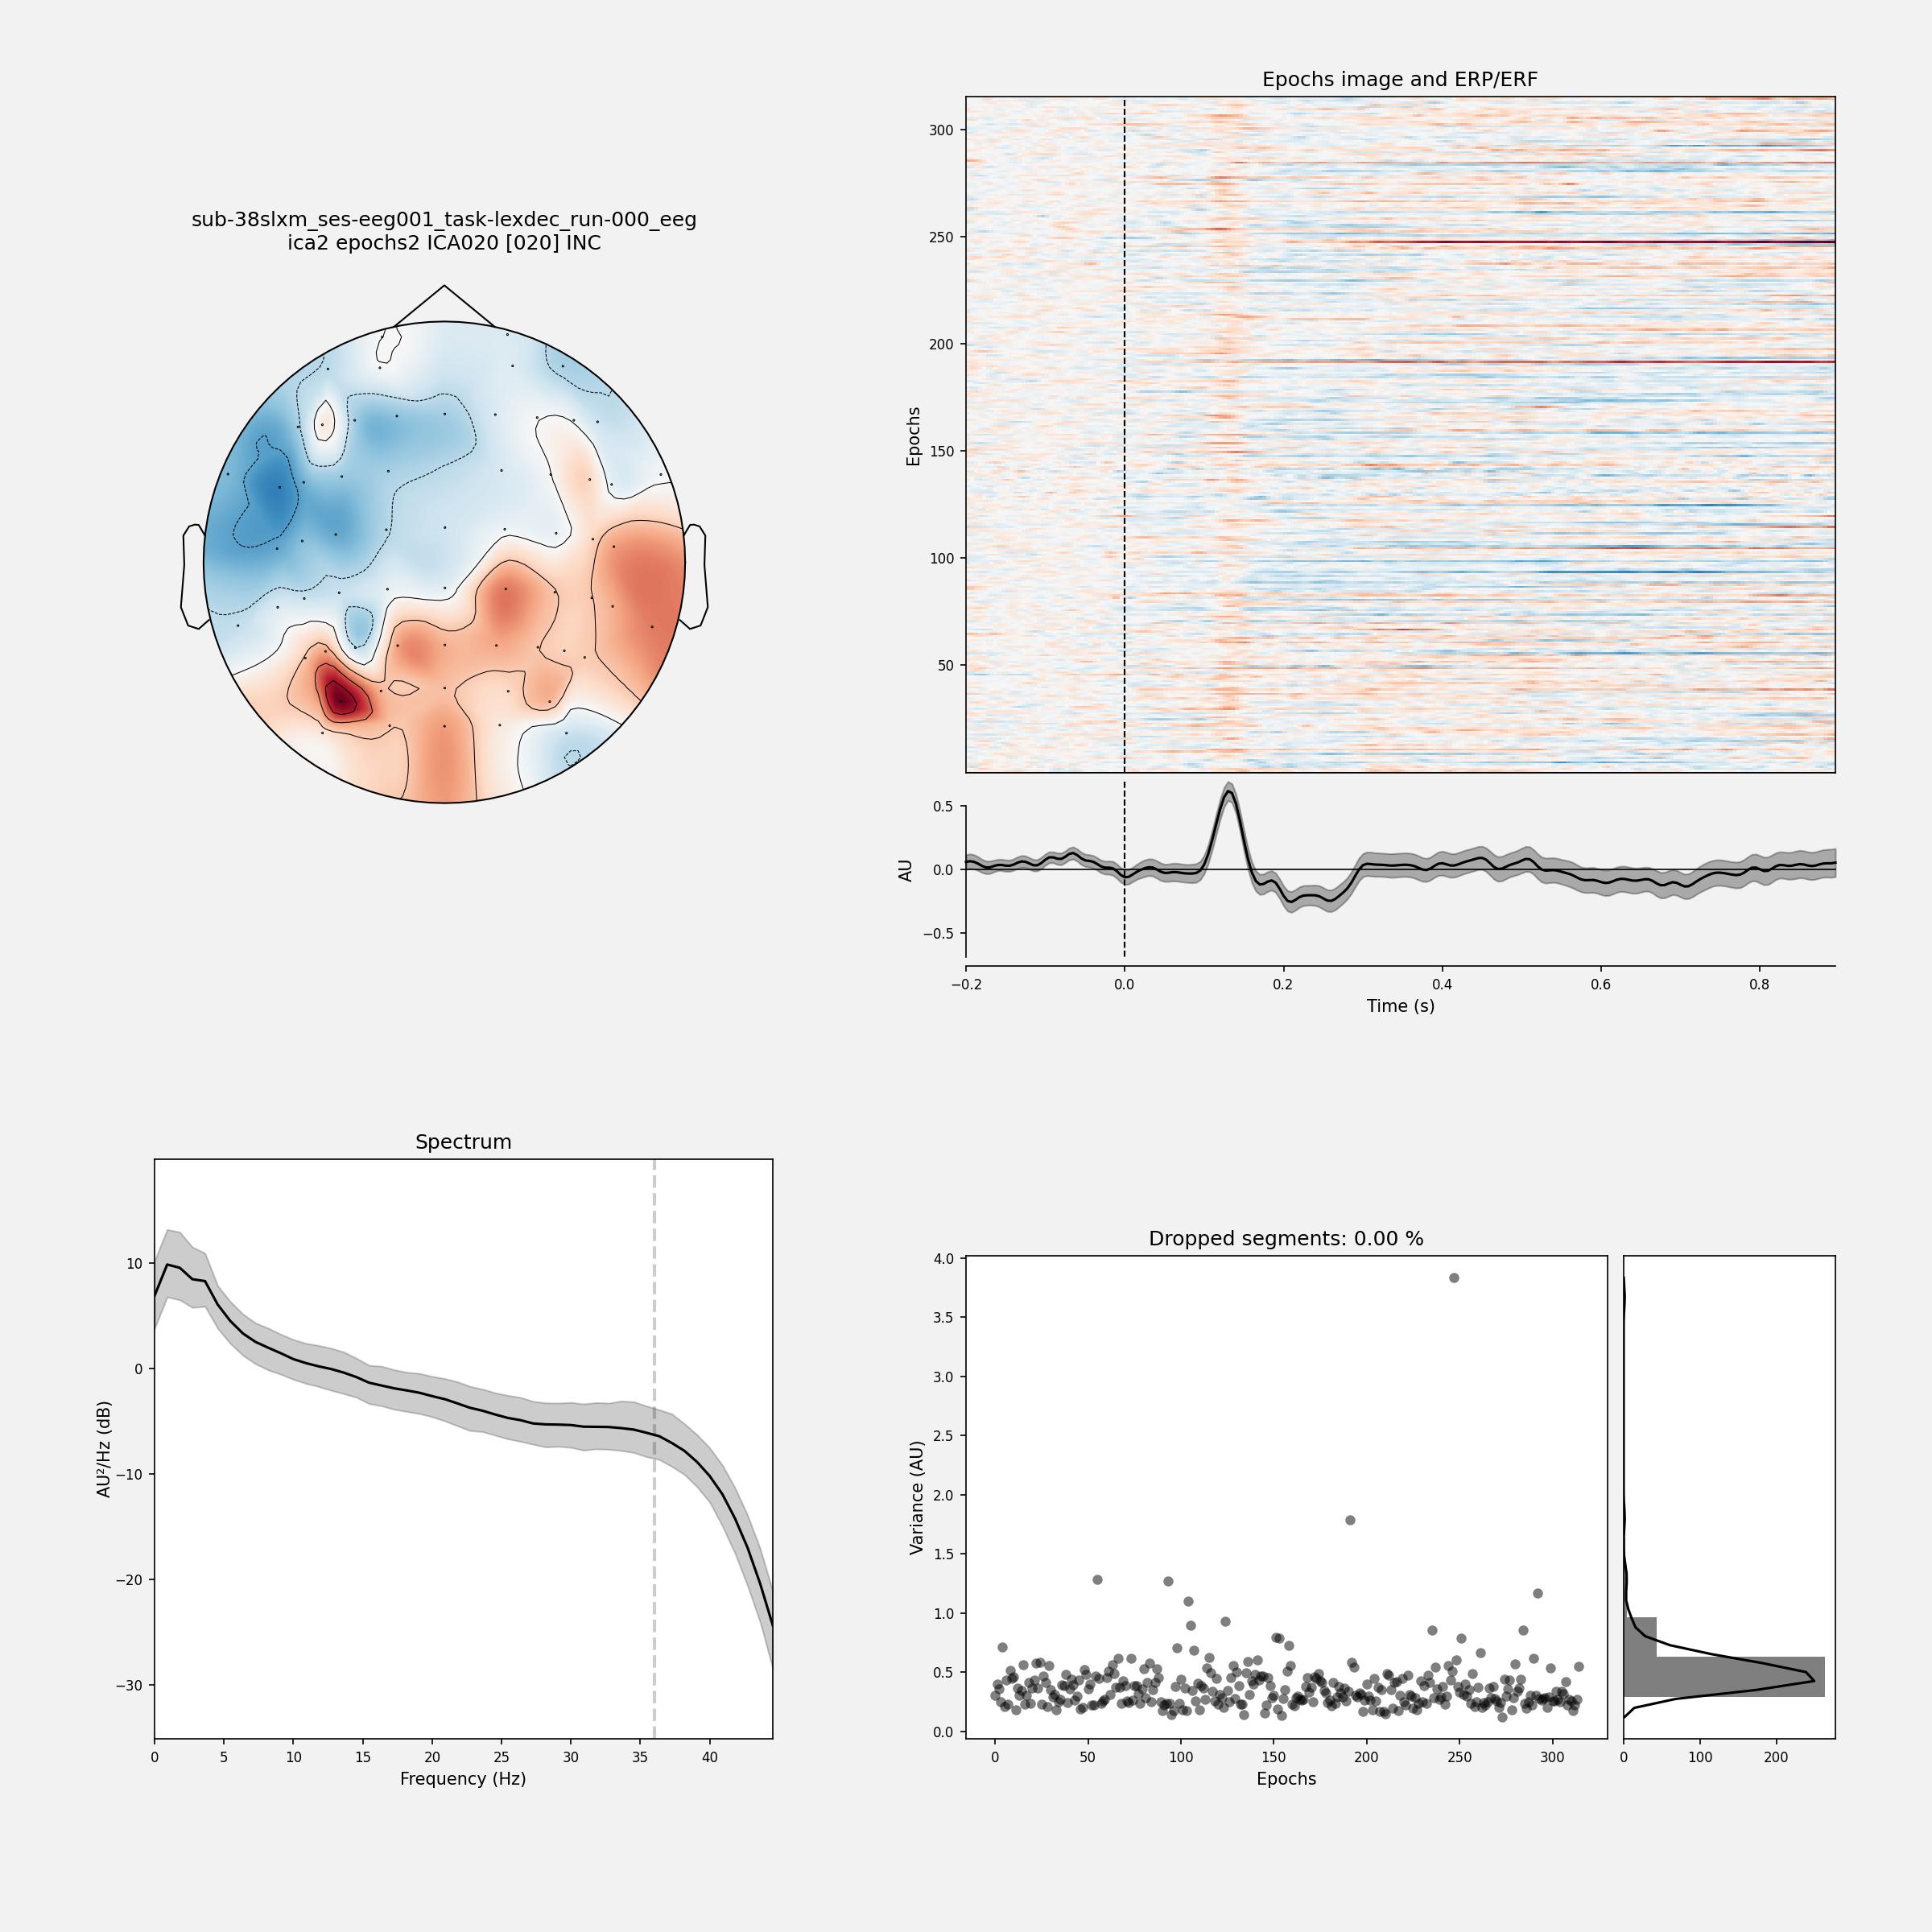 sub-38slxm_ses-eeg001_task-lexdec_run-000_eeg
ica2 epochs2 ICA020 [020] INC
Epochs image and ERP/ERF
Epochs
300
250
200
150
100
50
AU
0.5
0.0
−0.5
−0.2 0.0 0.2 0.4 0.6 0.8
Time (s)
Spectrum
AU²/Hz (dB)
10
0
−10
−20
−30
0 5 10 15 20 25 30 35 40
Frequency (Hz)
Dropped segments: 0.00 %
Variance (AU)
4.0
3.5
3.0
2.5
2.0
1.5
1.0
0.5
0.0
0 50 100 150 200 250 300
Epochs
0 100 200